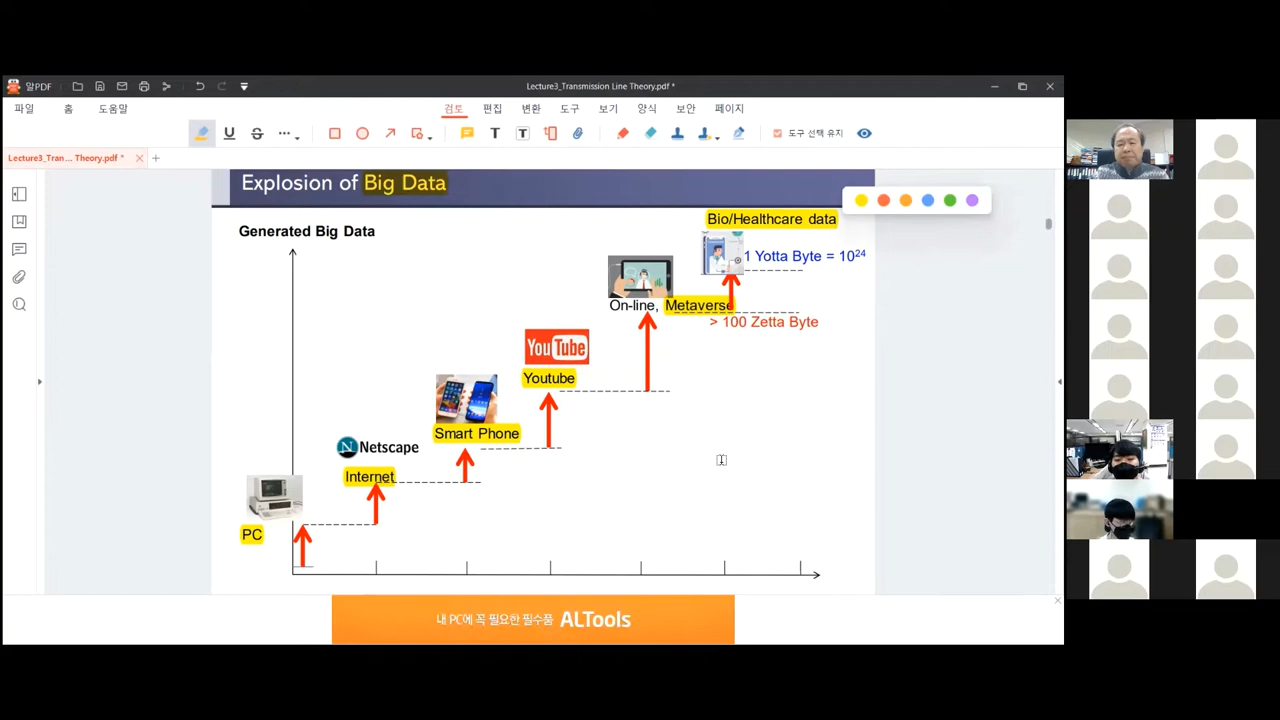 알PDF
Lecture3_Transmission Line Theory.pdf *
파일 홈 도움말 검토 편집 변환 도구 보기 양식 보안 페이지
도구 선택 유지
Lecture3_Tran... Theory.pdf *
Explosion of Big Data
Generated Big Data
Bio/Healthcare data
1 Yotta Byte = 10²⁴
On-line, Metaverse
> 100 Zetta Byte
YouTube
Youtube
Smart Phone
N Netscape
Internet
PC
내 PC에 꼭 필요한 필수품 ALTools